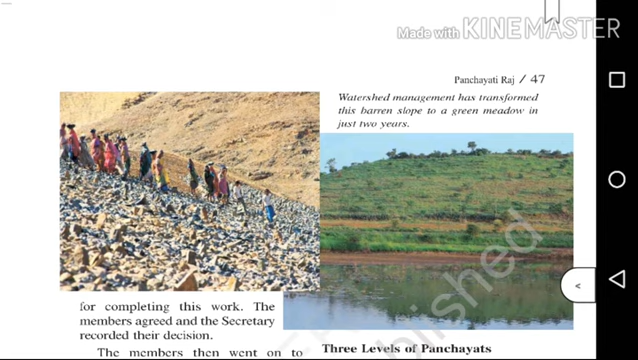 Made with KINEMASTER
Panchayati Raj / 47
Watershed management has transformed
this barren slope to a green meadow in
just two years.
for completing this work. The
members agreed and the Secretary
recorded their decision.
The members then went on to
Three Levels of Panchayats